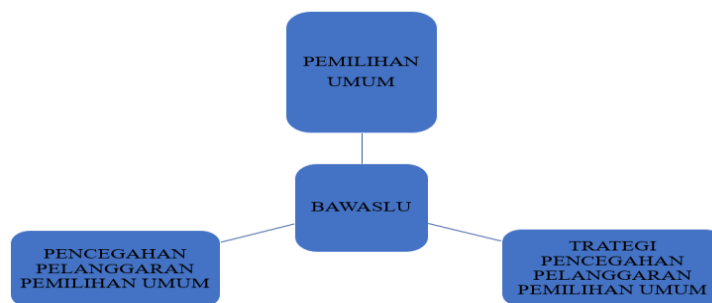 PEMILIHAN
UMUM
BAWASLU
PENCEGAHAN
PELANGGARAN
PEMILIHAN UMUM
TRATEGI
PENCEGAHAN
PELANGGARAN
PEMILIHAN UMUM